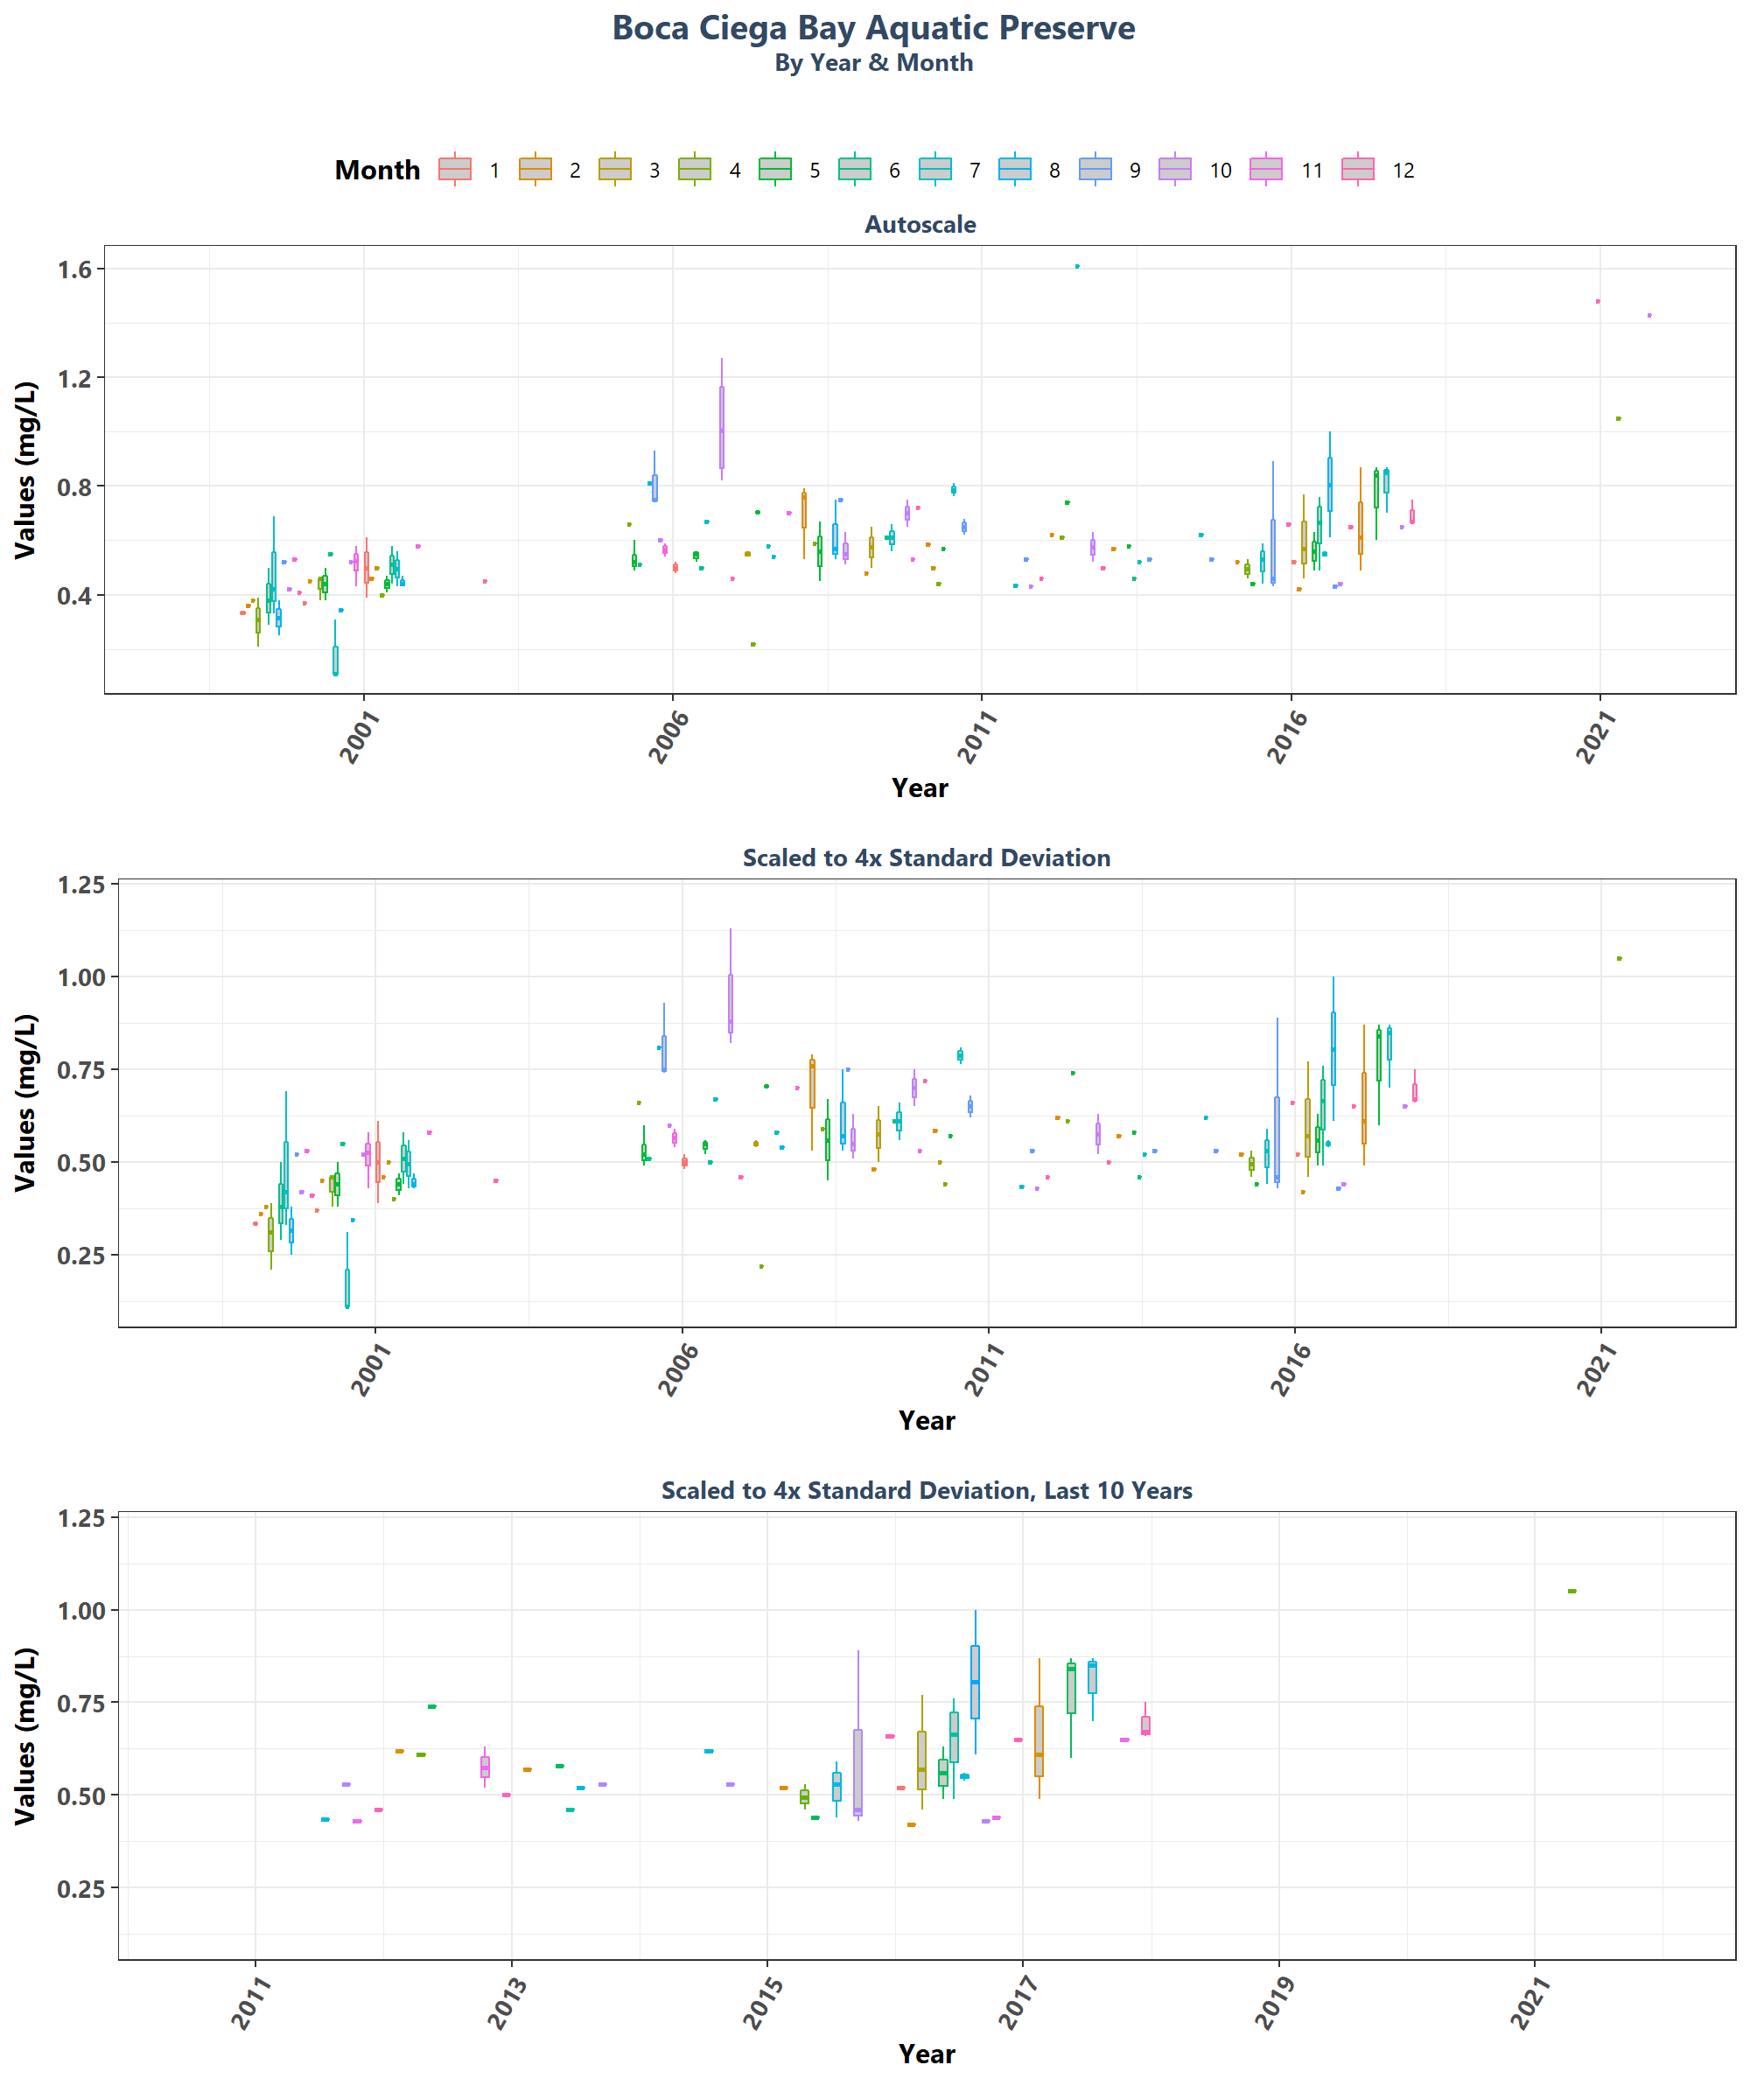 Boca Ciega Bay Aquatic Preserve
By Year & Month
Month 1 2 3 4 5 6 7 8 9 10 11 12
Autoscale
Values (mg/L)
1.6
1.2
0.8
0.4
2001 2006 2011 2016 2021
Year
Scaled to 4x Standard Deviation
Values (mg/L)
1.25
1.00
0.75
0.50
0.25
2001 2006 2011 2016 2021
Year
Scaled to 4x Standard Deviation, Last 10 Years
Values (mg/L)
1.25
1.00
0.75
0.50
0.25
2011 2013 2015 2017 2019 2021
Year